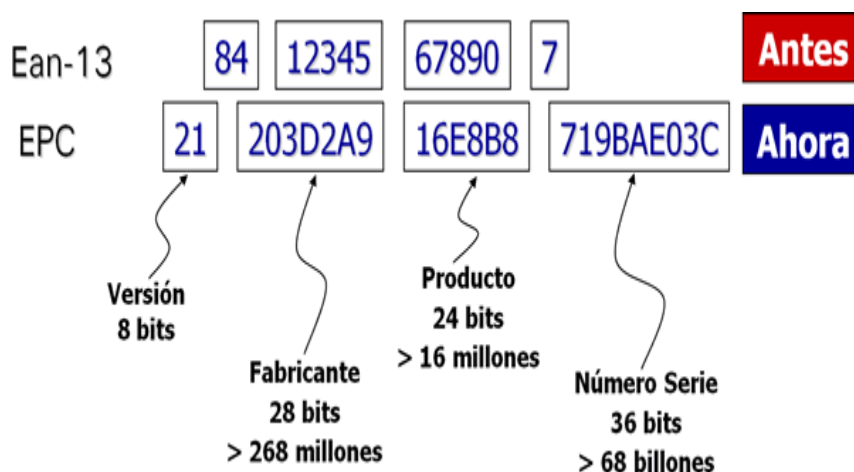 Ean-13 84 12345 67890 7 Antes
EPC 21 203D2A9 16E8B8 719BAE03C Ahora
Versión
8 bits
Fabricante
28 bits
> 268 millones
Producto
24 bits
> 16 millones
Número Serie
36 bits
> 68 billones